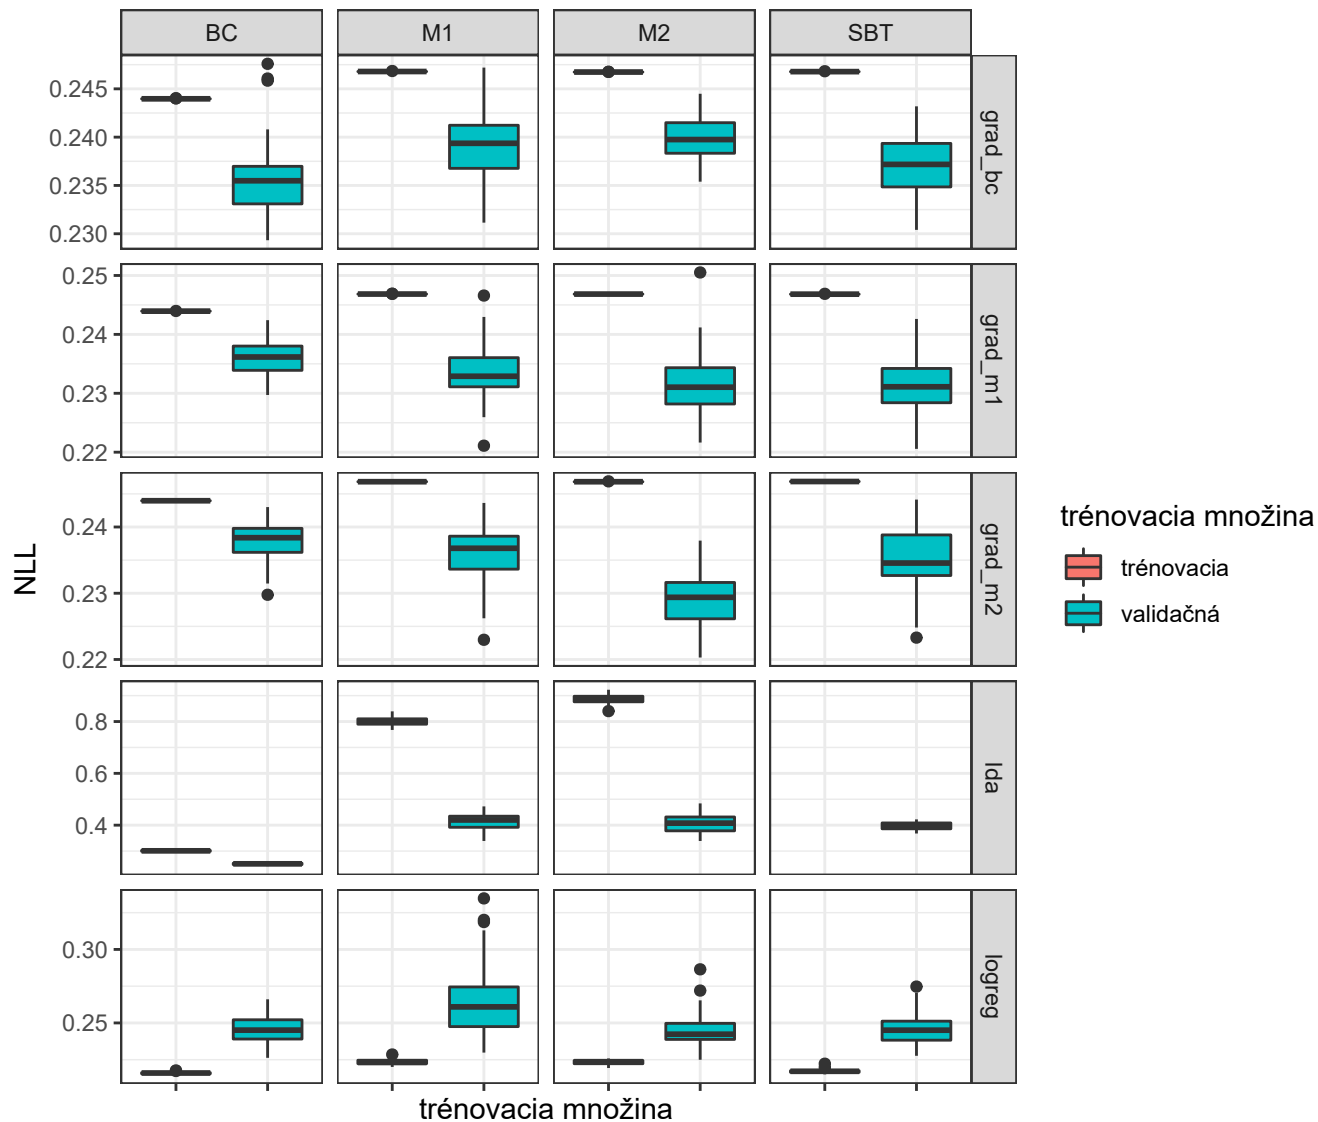 BC
M1
M2
SBT
0.245
0.240
0.235
0.230
grad_bc
0.25
0.24
0.23
0.22
grad_m1
0.24
0.23
0.22
grad_m2
0.8
0.6
0.4
lda
0.30
0.25
logreg
NLL
trénovacia množina
trénovacia množina
trénovacia
validačná